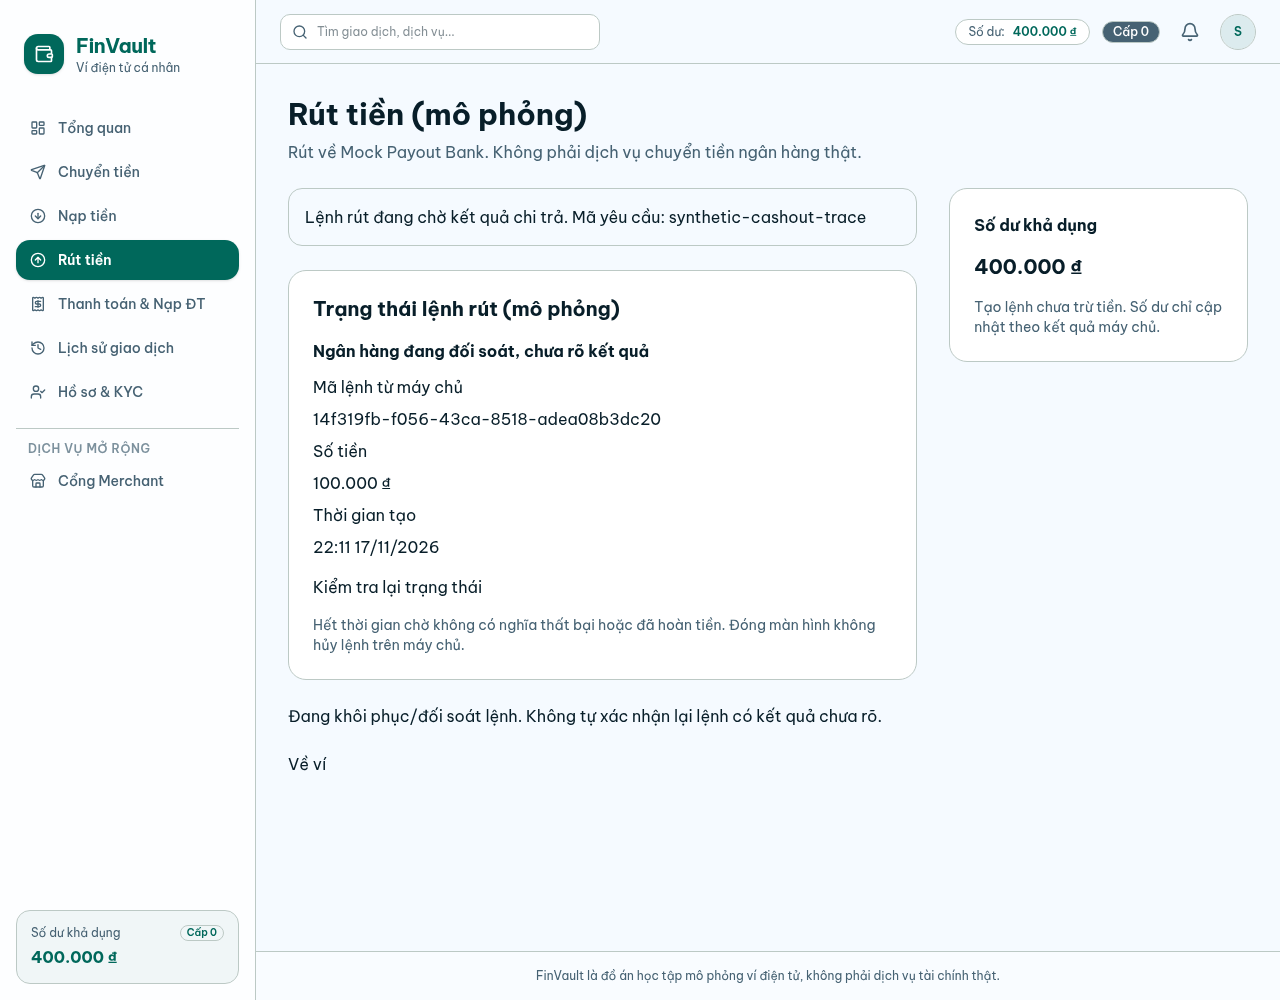 FinVault
Ví điện tử cá nhân
Tổng quan
Chuyển tiền
Nạp tiền
Rút tiền
Thanh toán & Nạp ĐT
Lịch sử giao dịch
Hồ sơ & KYC
DỊCH VỤ MỞ RỘNG
Cổng Merchant
Số dư khả dụng
Cấp 0
400.000 ₫
Tìm giao dịch, dịch vụ...
Số dư: 400.000 ₫
Cấp 0
S
Rút tiền (mô phỏng)
Rút về Mock Payout Bank. Không phải dịch vụ chuyển tiền ngân hàng thật.
Lệnh rút đang chờ kết quả chi trả. Mã yêu cầu: synthetic-cashout-trace
Trạng thái lệnh rút (mô phỏng)
Ngân hàng đang đối soát, chưa rõ kết quả
Mã lệnh từ máy chủ
14f319fb-f056-43ca-8518-adea08b3dc20
Số tiền
100.000 ₫
Thời gian tạo
22:11 17/11/2026
Kiểm tra lại trạng thái
Hết thời gian chờ không có nghĩa thất bại hoặc đã hoàn tiền. Đóng màn hình không
hủy lệnh trên máy chủ.
Đang khôi phục/đối soát lệnh. Không tự xác nhận lại lệnh có kết quả chưa rõ.
Về ví
Số dư khả dụng
400.000 ₫
Tạo lệnh chưa trừ tiền. Số dư chỉ cập
nhật theo kết quả máy chủ.
FinVault là đồ án học tập mô phỏng ví điện tử, không phải dịch vụ tài chính thật.